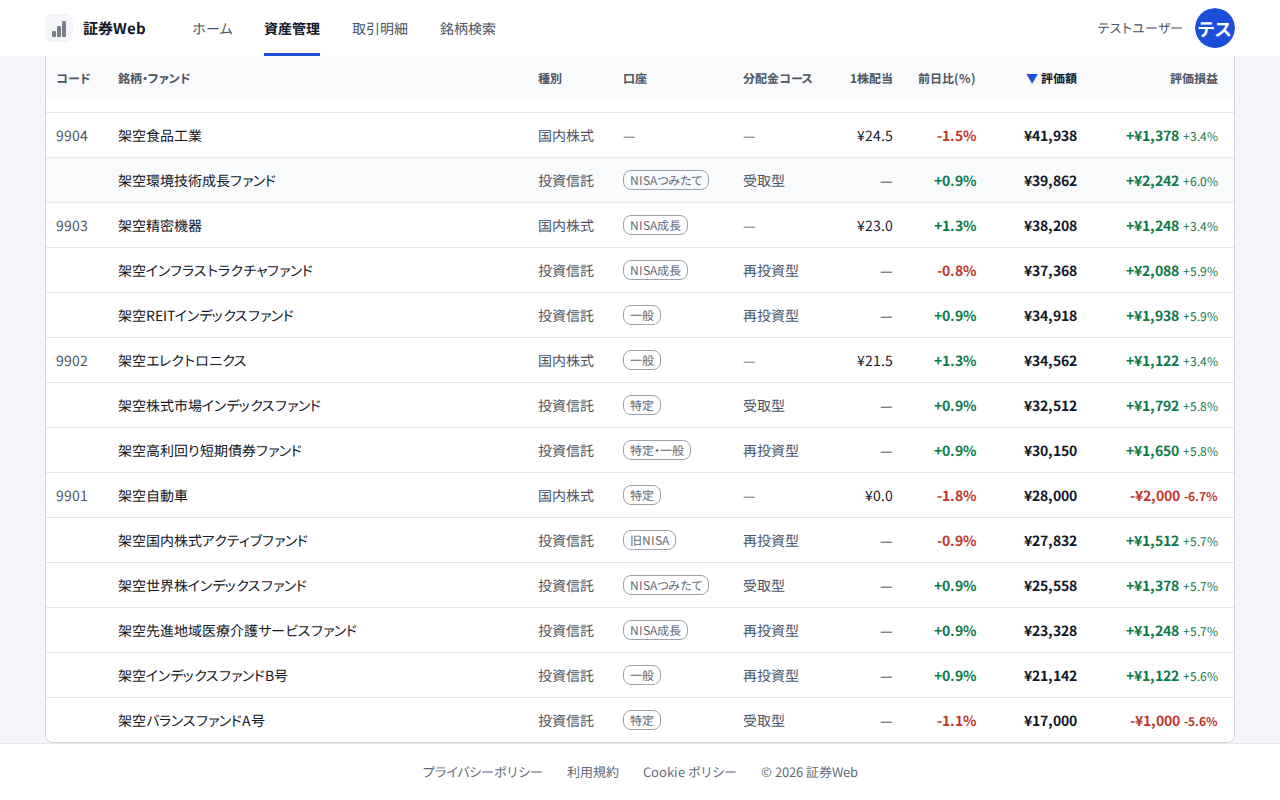 証券Web ホーム 資産管理 取引明細 銘柄検索 テストユーザー テス
コード 銘柄・ファンド 種別 口座 分配金コース 1株配当 前日比(%) ▼ 評価額 評価損益
9904 架空食品工業 国内株式 — — ¥24.5 -1.5% ¥41,938 +¥1,378 +3.4%
架空環境技術成長ファンド 投資信託 NISAつみたて 受取型 — +0.9% ¥39,862 +¥2,242 +6.0%
9903 架空精密機器 国内株式 NISA成長 — ¥23.0 +1.3% ¥38,208 +¥1,248 +3.4%
架空インフラストラクチャファンド 投資信託 NISA成長 再投資型 — -0.8% ¥37,368 +¥2,088 +5.9%
架空REITインデックスファンド 投資信託 一般 再投資型 — +0.9% ¥34,918 +¥1,938 +5.9%
9902 架空エレクトロニクス 国内株式 一般 — ¥21.5 +1.3% ¥34,562 +¥1,122 +3.4%
架空株式市場インデックスファンド 投資信託 特定 受取型 — +0.9% ¥32,512 +¥1,792 +5.8%
架空高利回り短期債券ファンド 投資信託 特定・一般 再投資型 — +0.9% ¥30,150 +¥1,650 +5.8%
9901 架空自動車 国内株式 特定 — ¥0.0 -1.8% ¥28,000 -¥2,000 -6.7%
架空国内株式アクティブファンド 投資信託 旧NISA 再投資型 — -0.9% ¥27,832 +¥1,512 +5.7%
架空世界株インデックスファンド 投資信託 NISAつみたて 受取型 — +0.9% ¥25,558 +¥1,378 +5.7%
架空先進地域医療介護サービスファンド 投資信託 NISA成長 再投資型 — +0.9% ¥23,328 +¥1,248 +5.7%
架空インデックスファンドB号 投資信託 一般 再投資型 — +0.9% ¥21,142 +¥1,122 +5.6%
架空バランスファンドA号 投資信託 特定 受取型 — -1.1% ¥17,000 -¥1,000 -5.6%
プライバシーポリシー 利用規約 Cookie ポリシー © 2026 証券Web